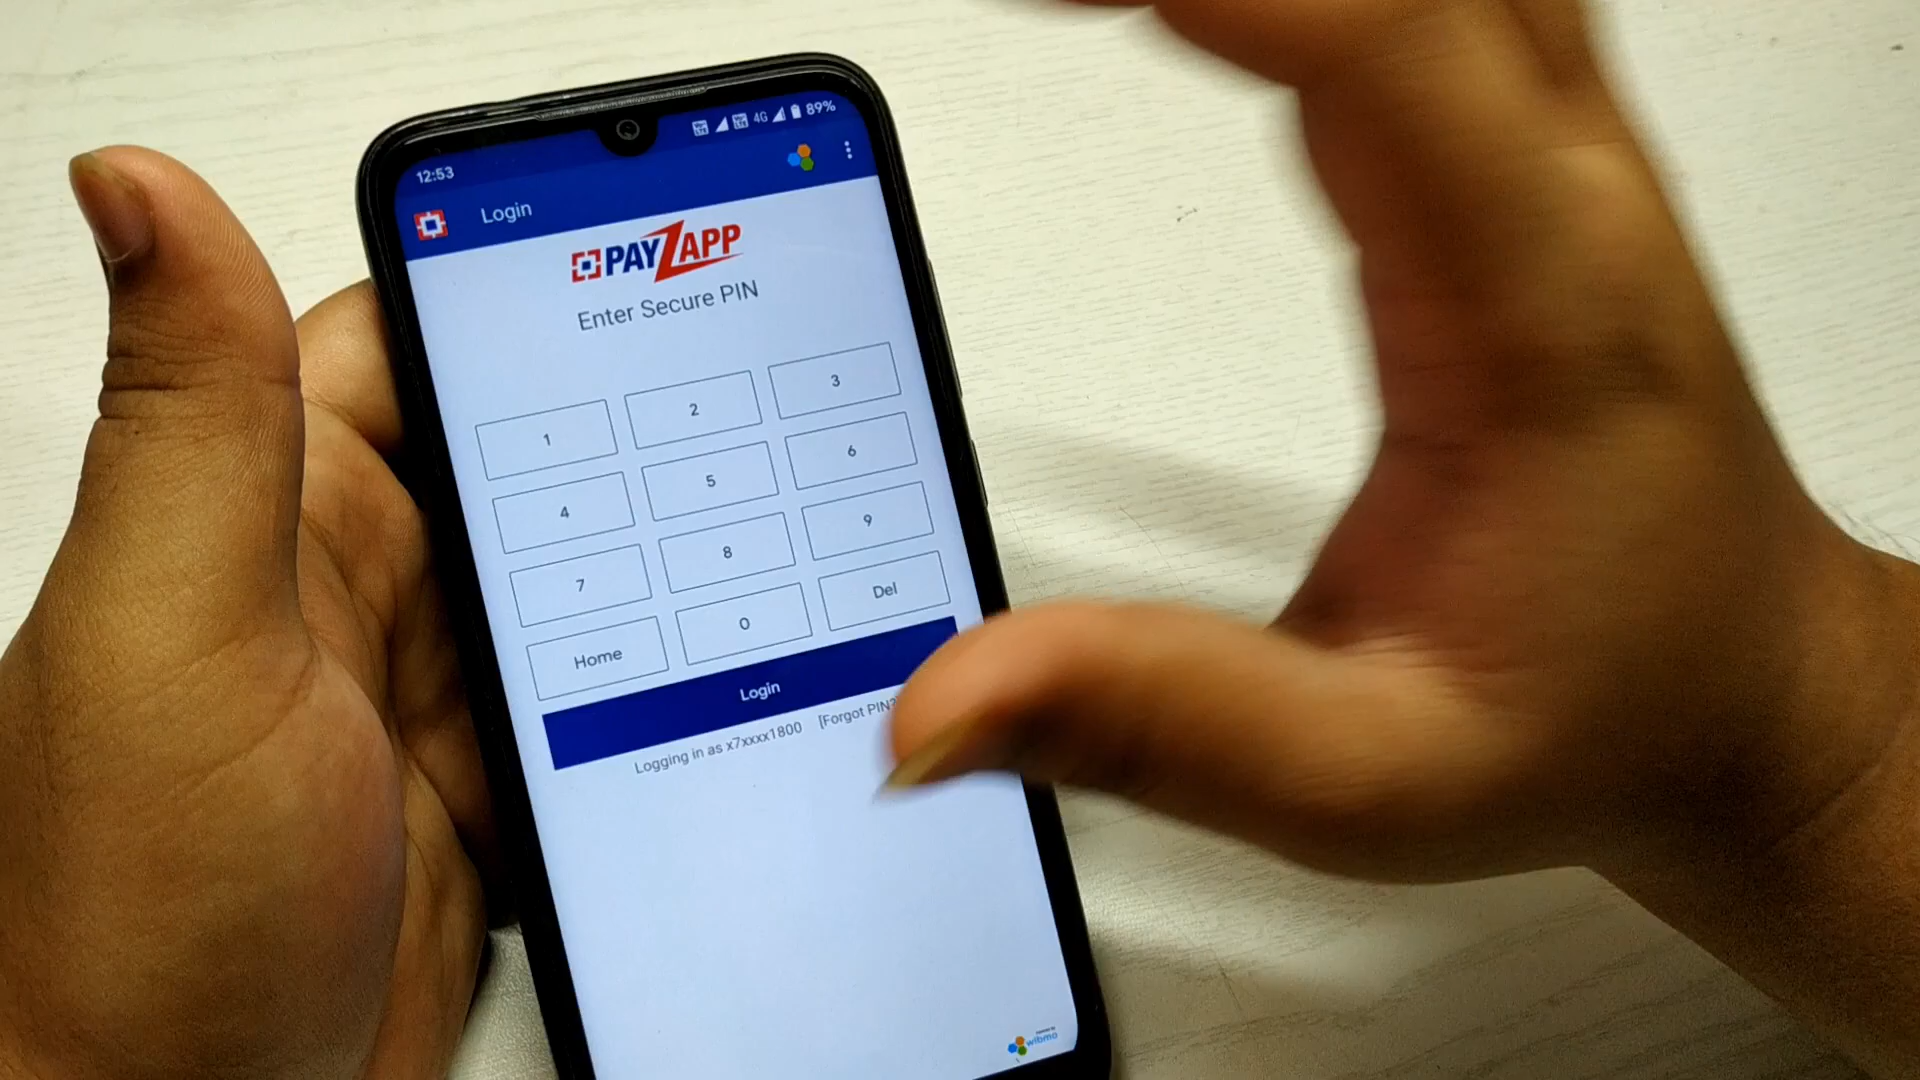 12:53
4G 89%
Login
PAYZAPP
Enter Secure PIN
1 2 3
4 5 6
7 8 9
Home 0 Del
Login
Logging in as x7xxxx1800 [Forgot PIN?
wibmo